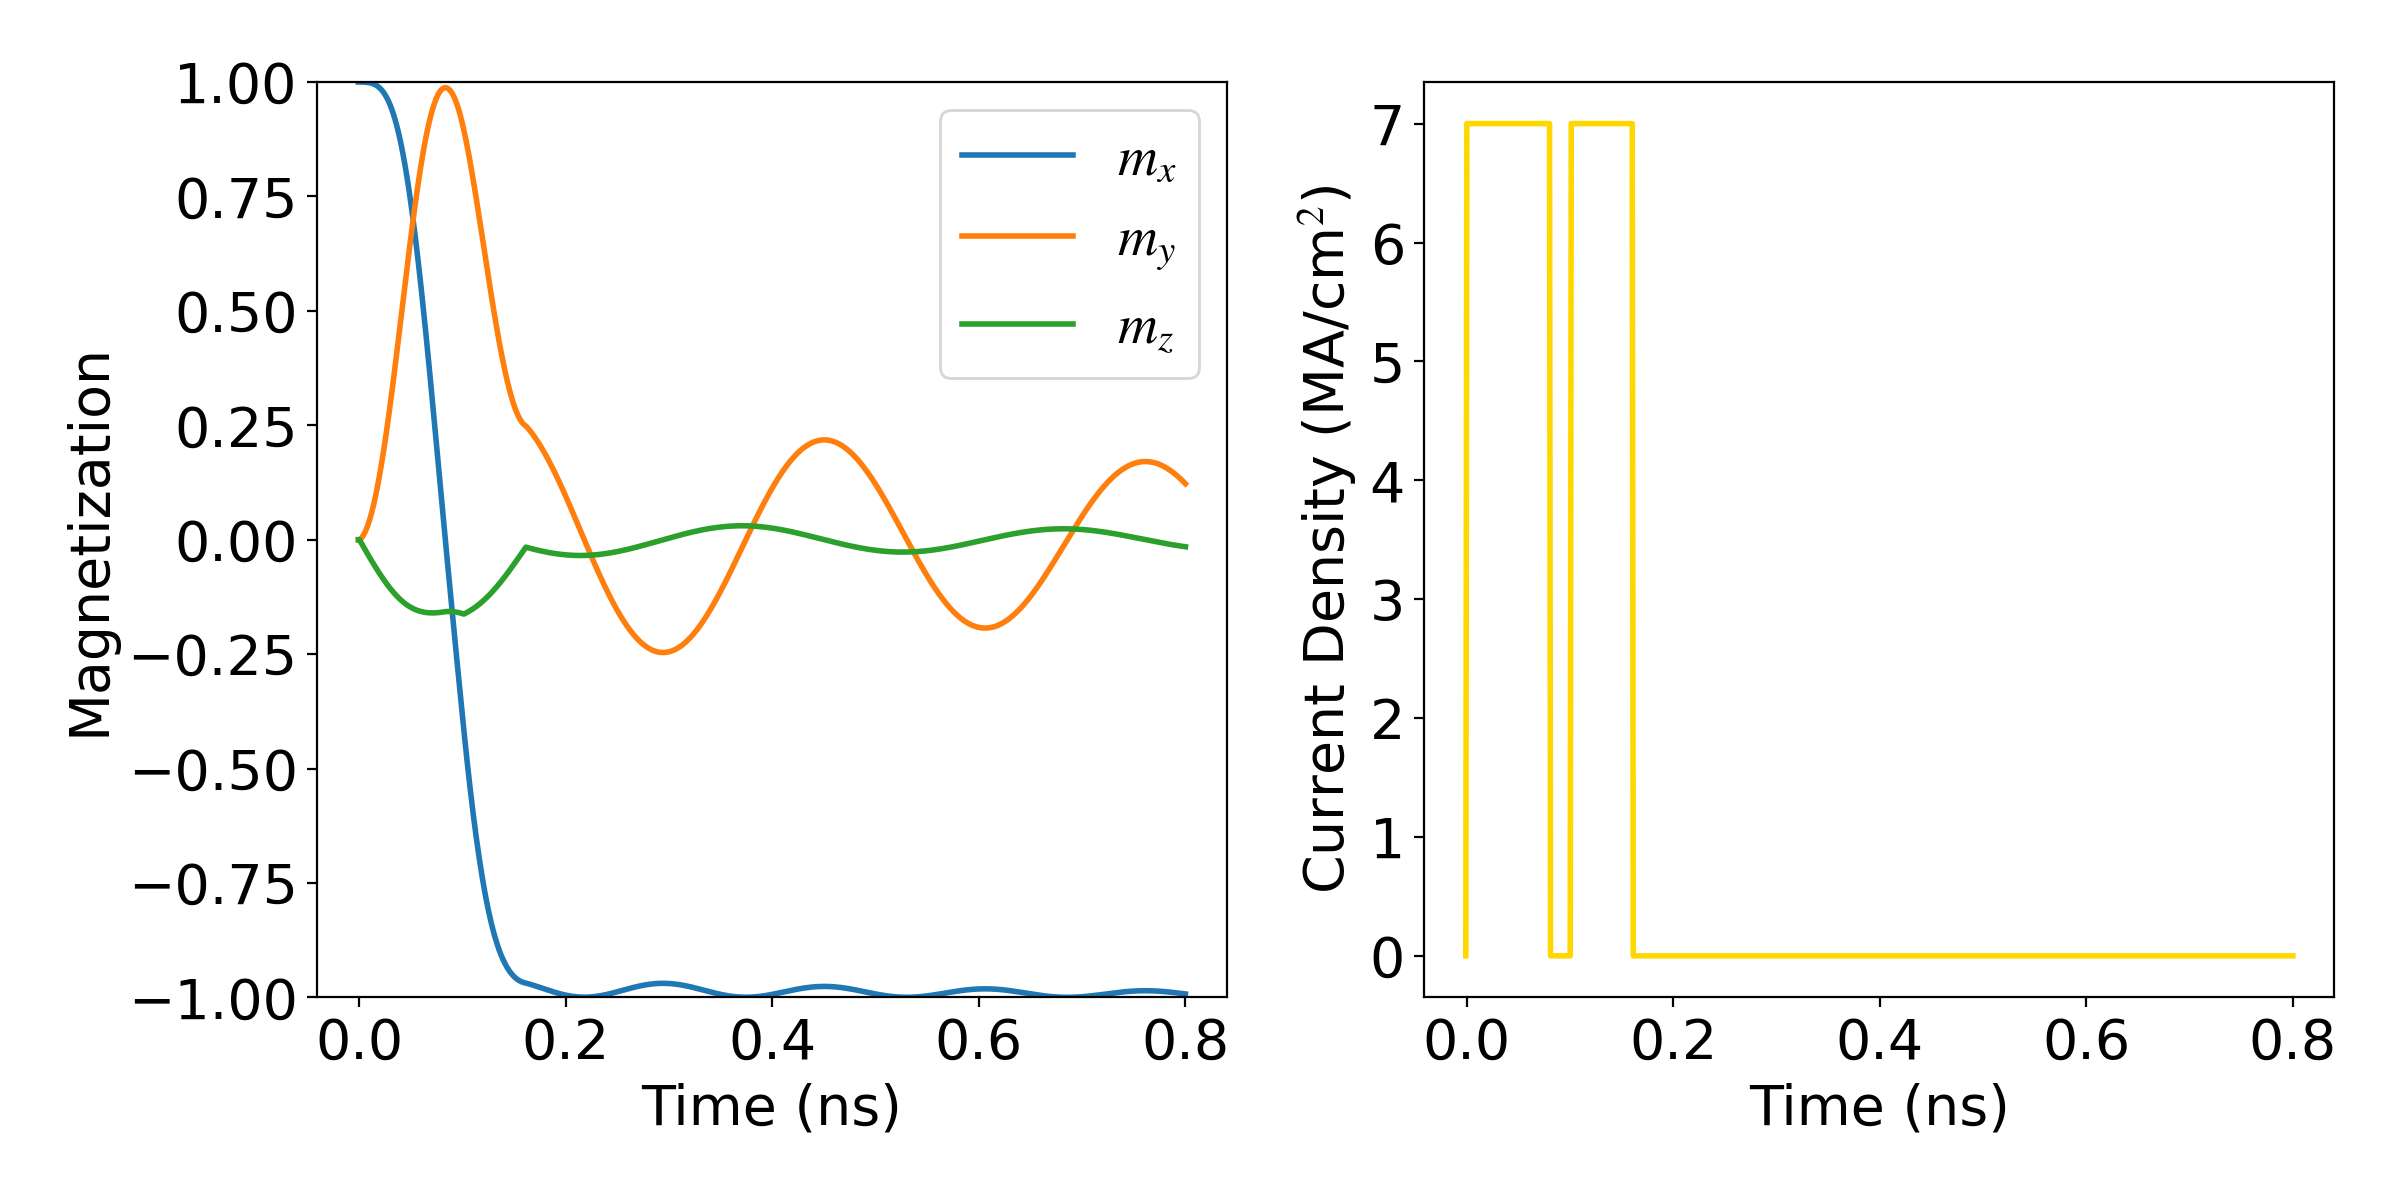 1.00
0.75
0.50
0.25
0.00
−0.25
−0.50
−0.75
−1.00
Magnetization
0.0 0.2 0.4 0.6 0.8
Time (ns)
m_x
m_y
m_z
7
6
5
4
3
2
1
0
Current Density (MA/cm²)
0.0 0.2 0.4 0.6 0.8
Time (ns)